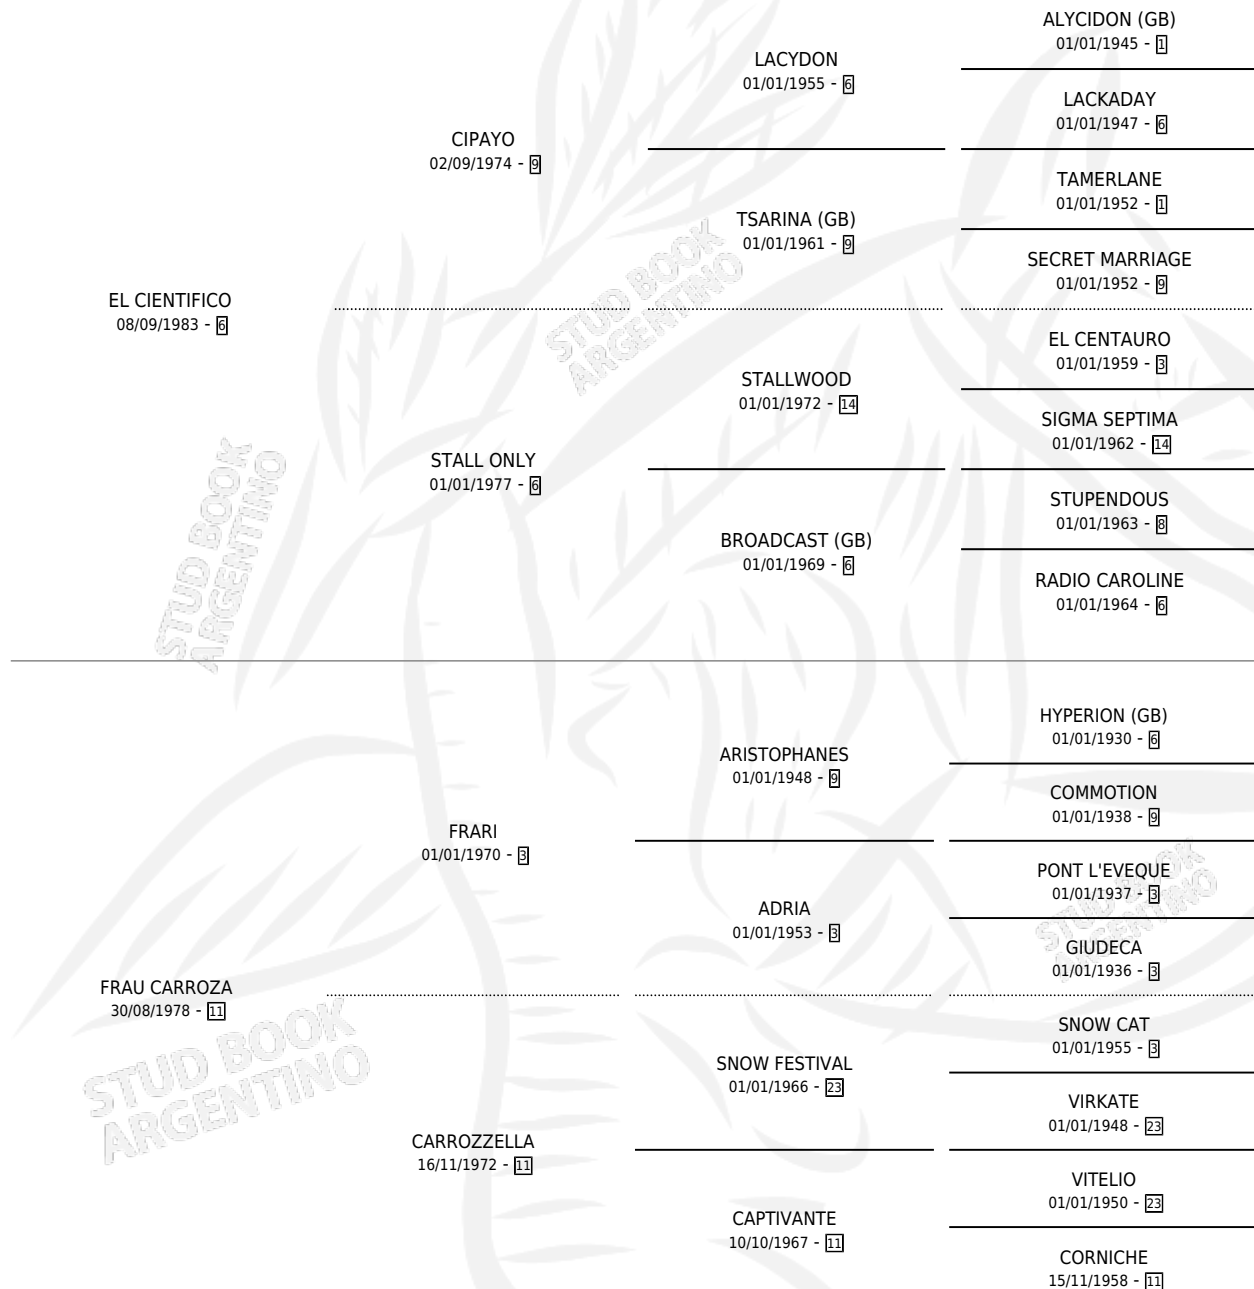 ALYCIDON (GB)
01/01/1945 - 1
LACYDON
01/01/1955 - 6
LACKADAY
01/01/1947 - 6
CIPAYO
02/09/1974 - 9
TAMERLANE
01/01/1952 - 1
TSARINA (GB)
01/01/1961 - 9
SECRET MARRIAGE
01/01/1952 - 9
STUD BOOK
ARGENTINO
EL CIENTIFICO
08/09/1983 - 6
EL CENTAURO
01/01/1959 - 3
STALLWOOD
01/01/1972 - 14
SIGMA SEPTIMA
01/01/1962 - 14
STALL ONLY
01/01/1977 - 6
STUPENDOUS
01/01/1963 - 8
BROADCAST (GB)
01/01/1969 - 6
RADIO CAROLINE
01/01/1964 - 6
STUD BOOK
ARGENTINO
HYPERION (GB)
01/01/1930 - 6
ARISTOPHANES
01/01/1948 - 9
COMMOTION
01/01/1938 - 9
FRARI
01/01/1970 - 3
PONT L'EVEQUE
01/01/1937 - 3
ADRIA
01/01/1953 - 3
GIUDECA
01/01/1936 - 3
STUD BOOK
ARGENTINO
FRAU CARROZA
30/08/1978 - 11
SNOW CAT
01/01/1955 - 3
SNOW FESTIVAL
01/01/1966 - 23
VIRKATE
01/01/1948 - 23
STUD BOOK
ARGENTINO
CARROZZELLA
16/11/1972 - 11
VITELIO
01/01/1950 - 23
CAPTIVANTE
10/10/1967 - 11
CORNICHE
15/11/1958 - 11